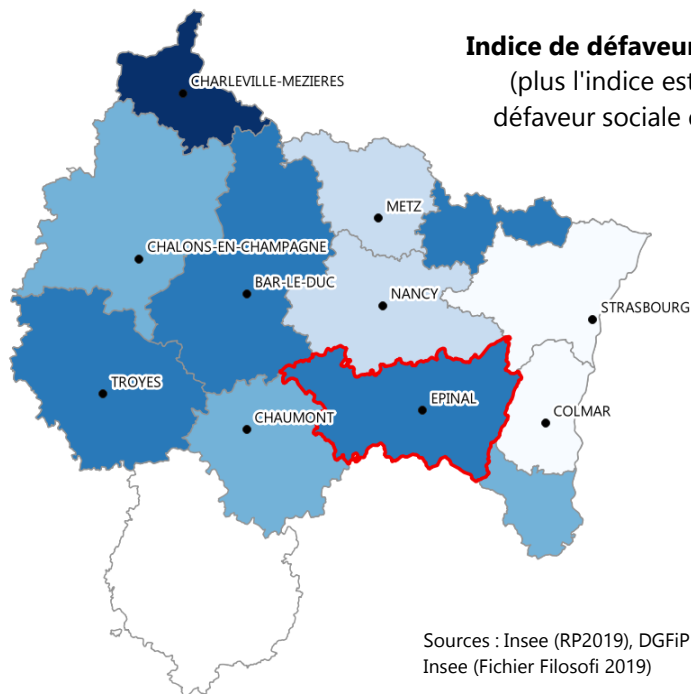 Indice de défaveur
(plus l'indice est
défaveur sociale
CHARLEVILLE-MEZIERES
METZ
CHALONS-EN-CHAMPAGNE
BAR-LE-DUC
NANCY
STRASBOURG
TROYES
EPINAL
CHAUMONT
COLMAR
Sources : Insee (RP2019), DGFiP
Insee (Fichier Filosofi 2019)